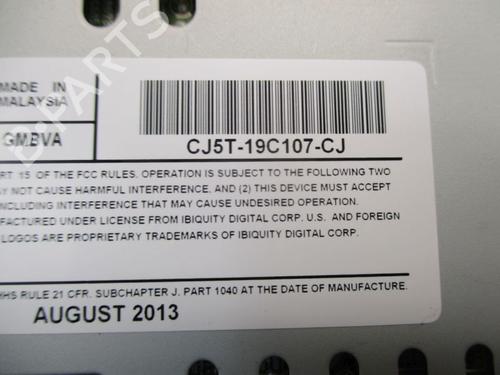 MADE IN
MALAYSIA
GMBVA
CJ5T-19C107-CJ
ART 15 OF THE FCC RULES. OPERATION IS SUBJECT TO THE FOLLOWING TWO
NOT CAUSE HARMFUL INTERFERENCE, AND (2) THIS DEVICE MUST ACCEPT
INCLUDING INTERFERENCE THAT MAY CAUSE UNDESIRED OPERATION.
FACTURED UNDER LICENSE FROM IBIQUITY DIGITAL CORP. U.S. AND FOREIGN
LOGOS ARE PROPRIETARY TRADEMARKS OF IBIQUITY DIGITAL CORP.
HHS RULE 21 CFR. SUBCHAPTER J. PART 1040 AT THE DATE OF MANUFACTURE.
AUGUST 2013
B-PARTS